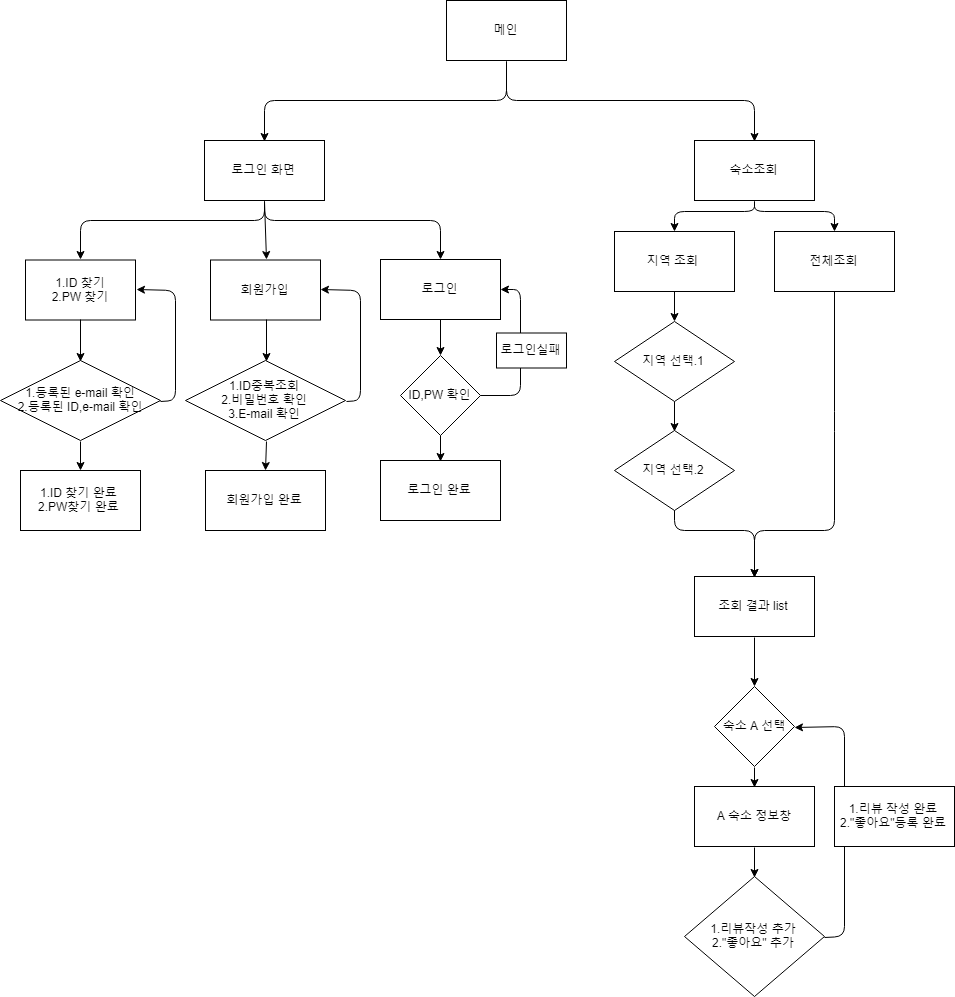 메인
로그인 화면
숙소조회
1.ID 찾기
2.PW 찾기
회원가입
로그인
지역 조회
전체조회
로그인실패
지역 선택.1
1.등록된 e-mail 확인
2.등록된 ID,e-mail 확인
1.ID중복조회
2.비밀번호 확인
3.E-mail 확인
ID,PW 확인
지역 선택.2
1.ID 찾기 완료
2.PW찾기 완료
회원가입 완료
로그인 완료
조회 결과 list
숙소 A 선택
A 숙소 정보창
1.리뷰 작성 완료
2."좋아요"등록 완료
1.리뷰작성 추가
2."좋아요" 추가